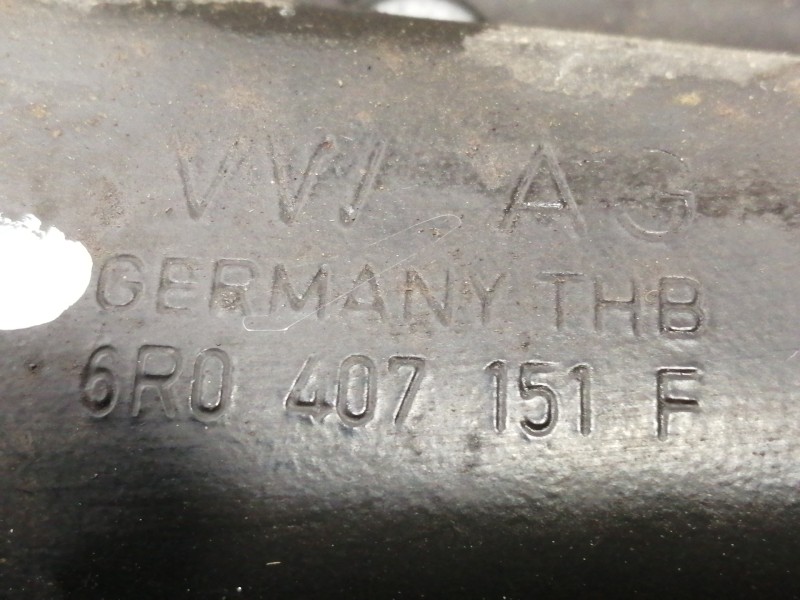 VW AG
GERMANY THB
6R0 407 151 F